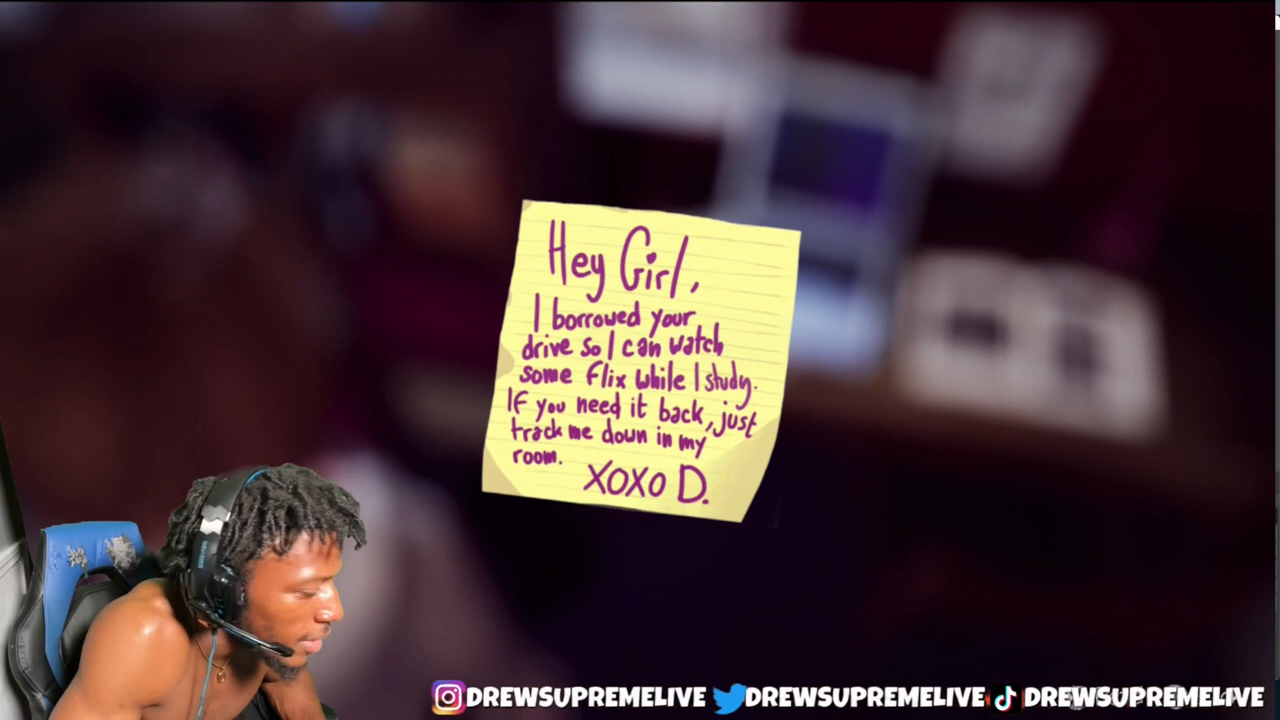 Hey Girl,
I borrowed your
drive so I can watch
some Flix while I study.
If you need it back, just
track me down in my
room.
XOXO D.
DREWSUPREMELIVE DREWSUPREMELIVE DREWSUPREMELIVE